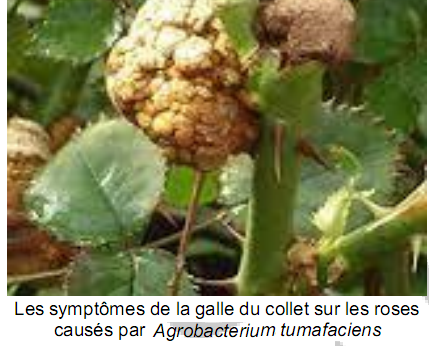 Les symptômes de la galle du collet sur les roses
causés par Agrobacterium tumafaciens